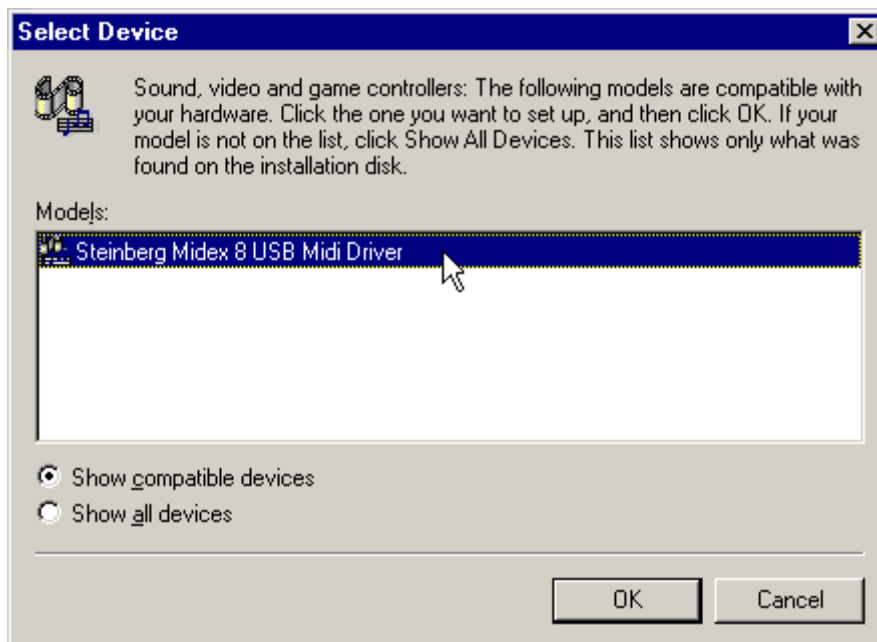 Select Device
Sound, video and game controllers: The following models are compatible with
your hardware. Click the one you want to set up, and then click OK. If your
model is not on the list, click Show All Devices. This list shows only what was
found on the installation disk.
Models:
Steinberg Midex 8 USB Midi Driver
Show compatible devices
Show all devices
OK
Cancel